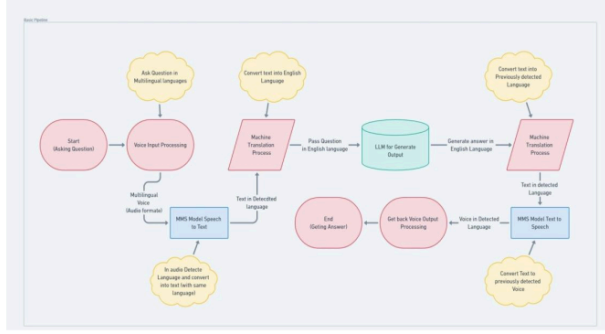 Voice Pipeline
Ask Question in
Multilingual languages
Convert text into English
Language
Convert text into
Previously detected
Language
Start
(Asking Question)
Voice Input Processing
Machine
Translation
Process
Pass Question
in English language
LLM for Generate
Output
Generate answer in
English Language
Machine
Translation
Process
Multilingual
Voice
(Audio formate)
MMS Model Speech
to Text
Text in Detedted
language
Text in detected
Language
End
(Geting Answer)
Get back Voice Output
Processing
Voice in Detected
Language
MMS Model Text to
Speech
In audio Detecte
Language and convert
into text (with same
language)
Convert Text to
previously detected
Voice